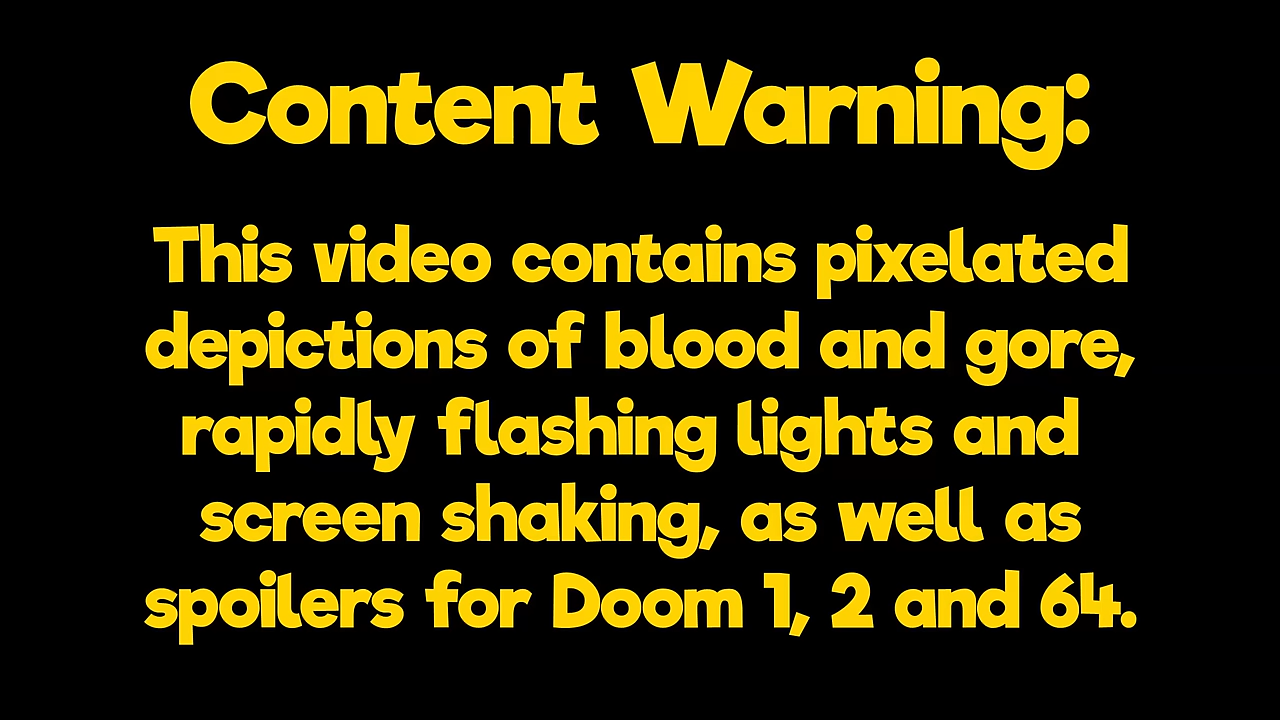 Content Warning:
This video contains pixelated
depictions of blood and gore,
rapidly flashing lights and
screen shaking, as well as
spoilers for Doom 1, 2 and 64.